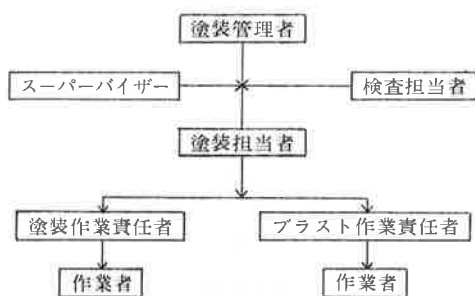 塗装管理者
スーパーバイザー
検査担当者
塗装担当者
塗装作業責任者
ブラスト作業責任者
作業者
作業者